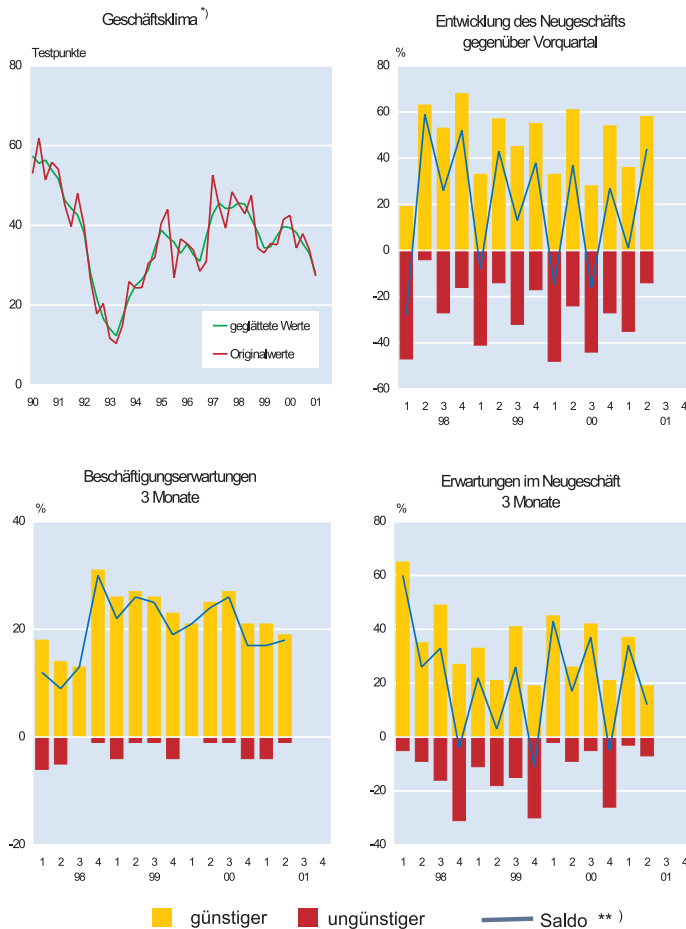 Geschäftsklima *)
Testpunkte
80
60
40
20
0
geglättete Werte
Originalwerte
90 91 92 93 94 95 96 97 98 99 00 01
Entwicklung des Neugeschäfts
gegenüber Vorquartal
%
80
60
40
20
0
-20
-40
-60
1 2 3 4 1 2 3 4 1 2 3 4 1 2 3 4
98 99 00 01
Beschäftigungserwartungen
3 Monate
%
40
20
0
-20
1 2 3 4 1 2 3 4 1 2 3 4 1 2 3 4
98 99 00 01
Erwartungen im Neugeschäft
3 Monate
%
80
60
40
20
0
-20
-40
1 2 3 4 1 2 3 4 1 2 3 4 1 2 3 4
98 99 00 01
günstiger ungünstiger Saldo **)